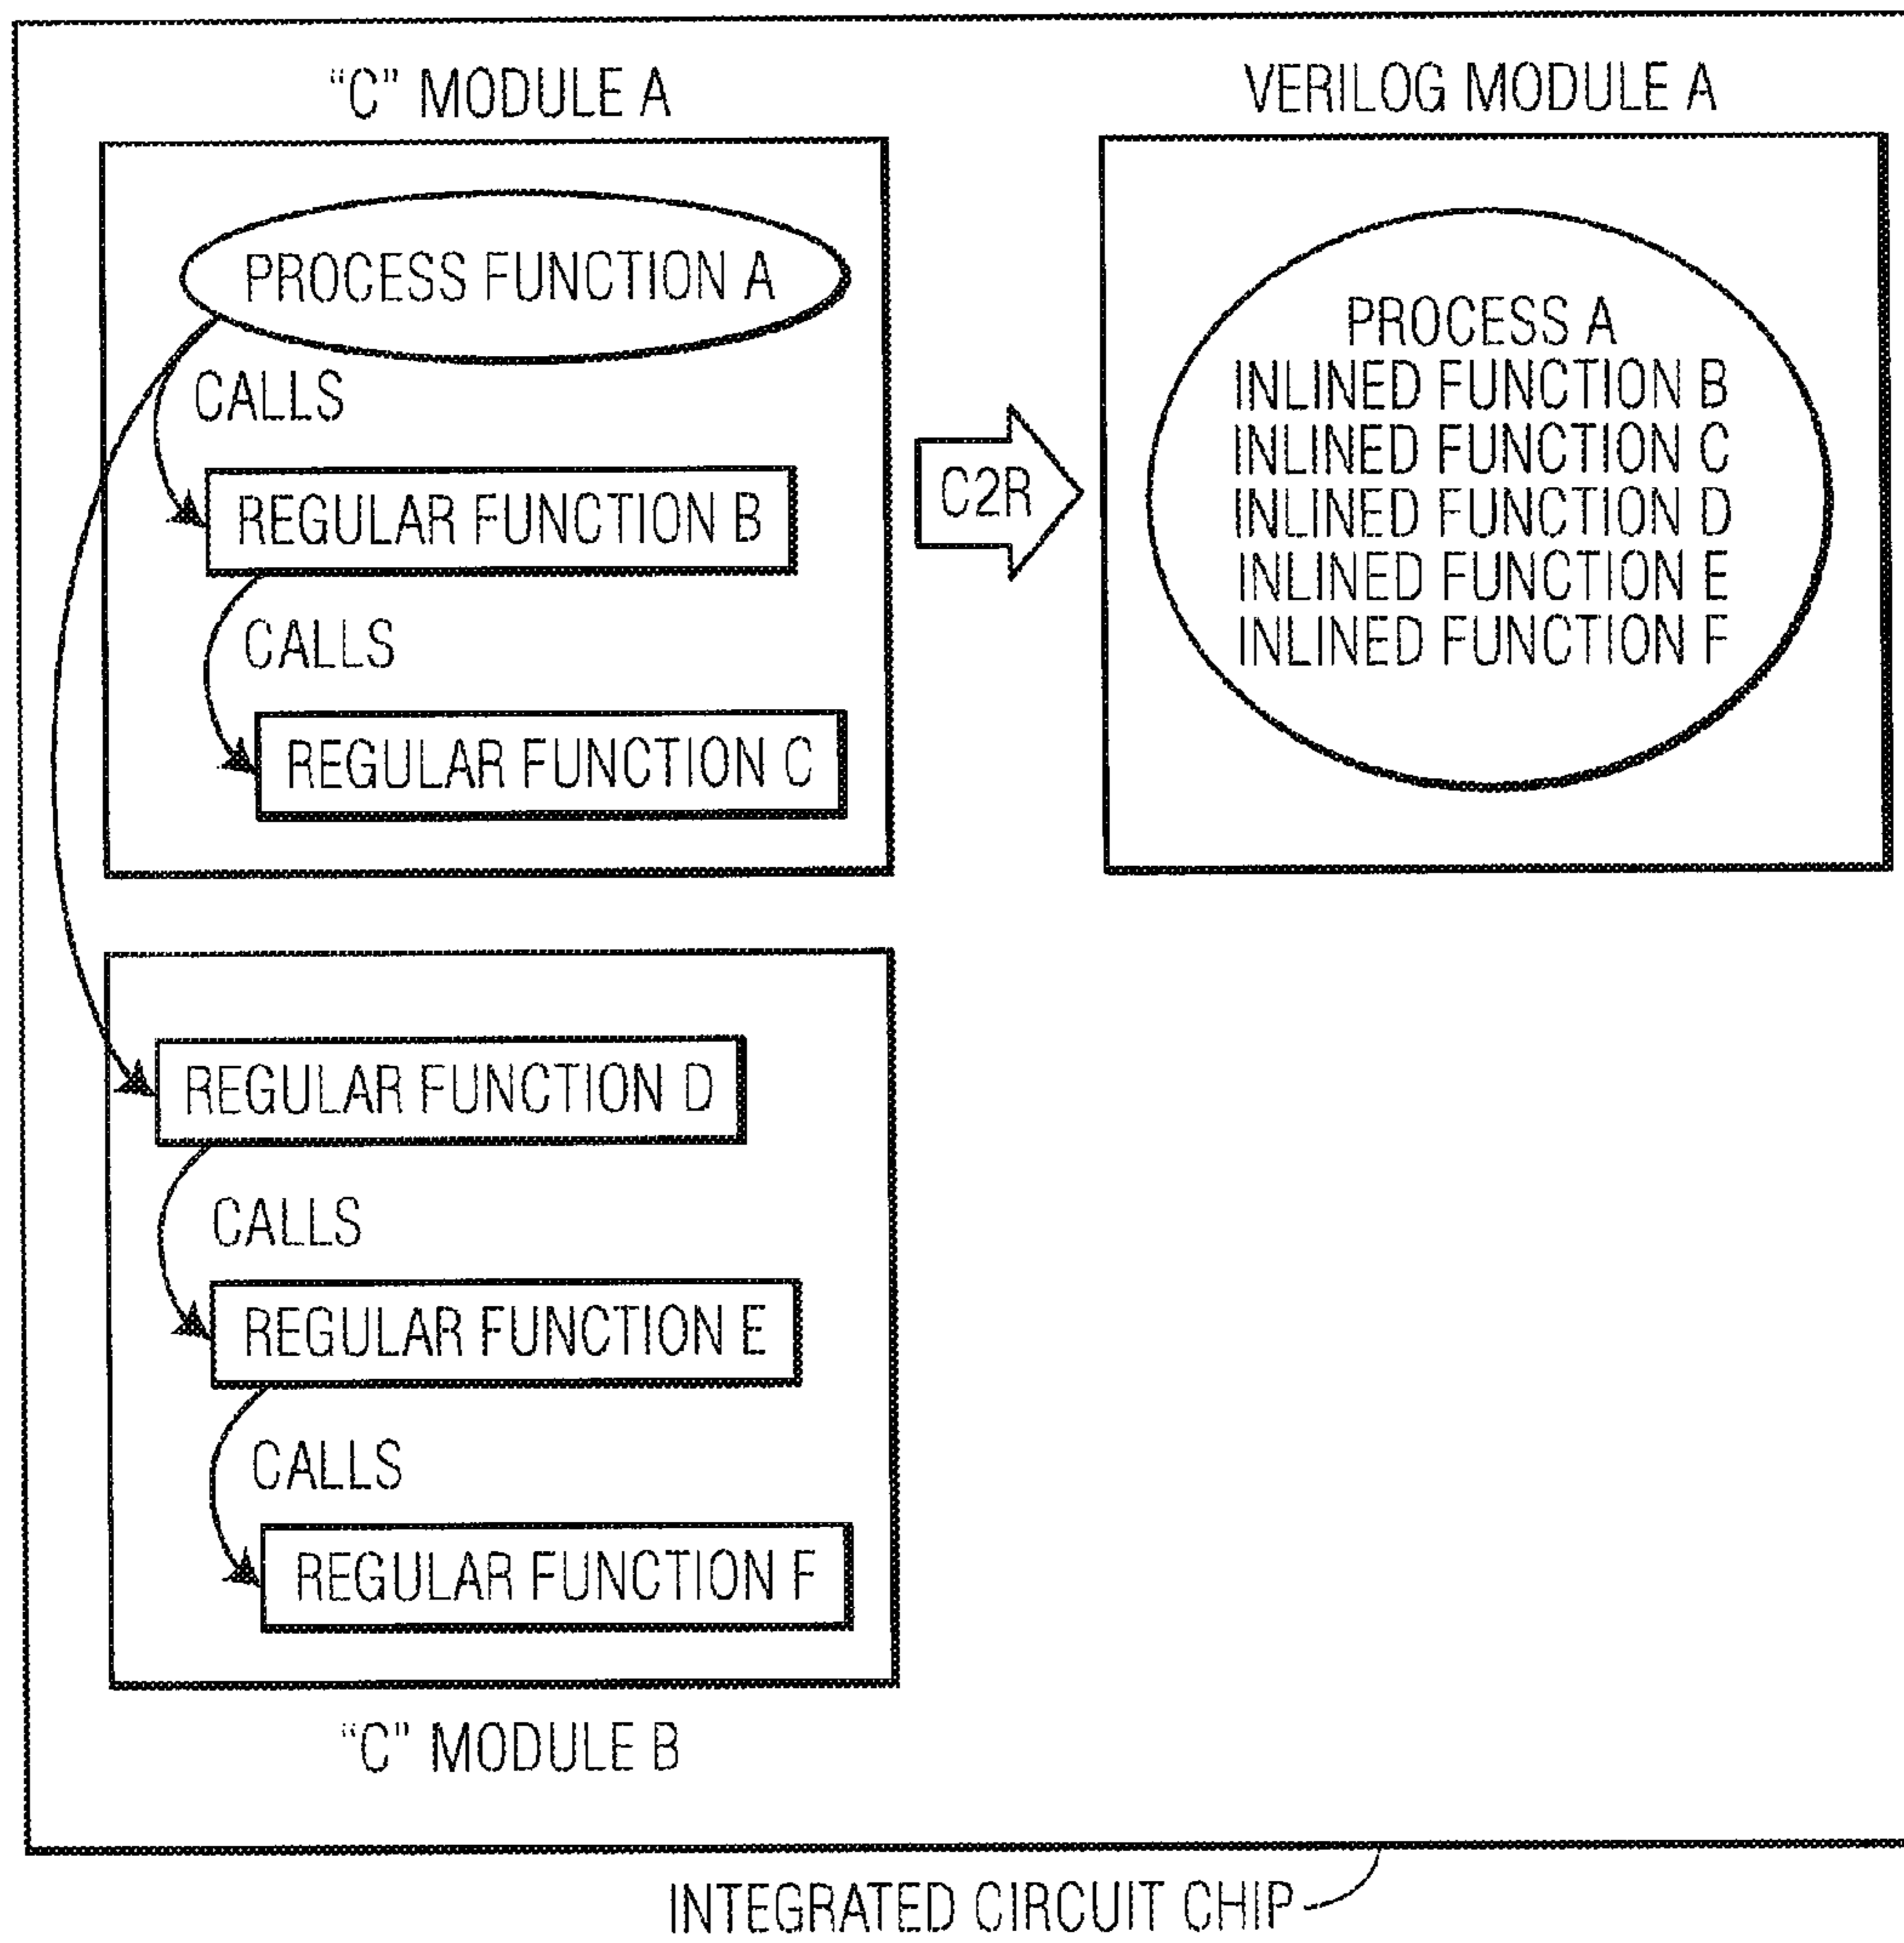 “C” MODULE A
PROCESS FUNCTION A
CALLS
REGULAR FUNCTION B
CALLS
REGULAR FUNCTION C
C2R
VERILOG MODULE A
PROCESS A
INLINED FUNCTION B
INLINED FUNCTION C
INLINED FUNCTION D
INLINED FUNCTION E
INLINED FUNCTION F
REGULAR FUNCTION D
CALLS
REGULAR FUNCTION E
CALLS
REGULAR FUNCTION F
“C” MODULE B
INTEGRATED CIRCUIT CHIP